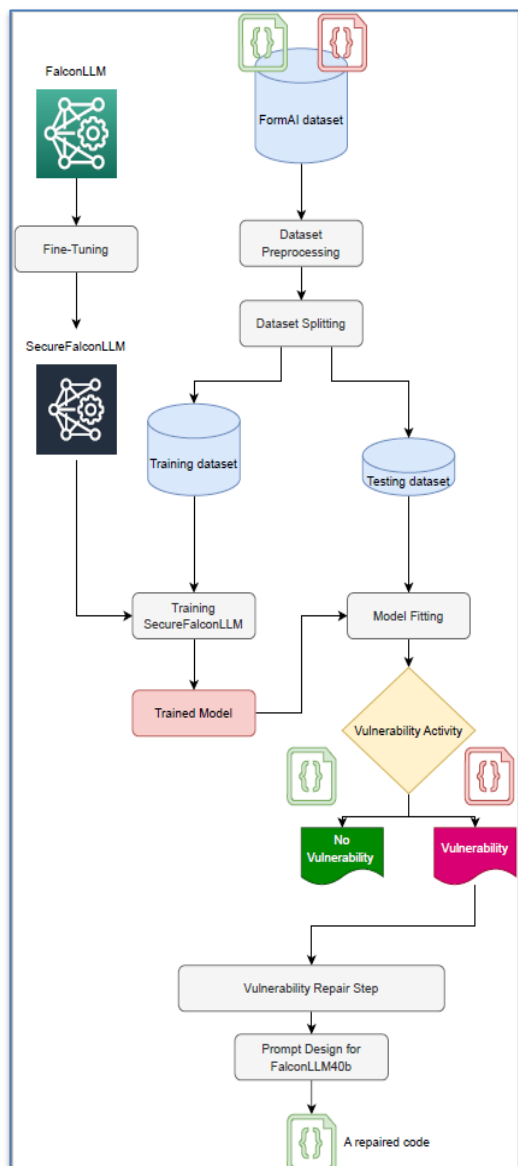 FalconLLM
FormAI dataset
Fine-Tuning
Dataset
Preprocessing
Dataset Splitting
SecureFalconLLM
Training dataset
Testing dataset
Training
SecureFalconLLM
Model Fitting
Trained Model
Vulnerability Activity
No
Vulnerability
Vulnerability
Vulnerability Repair Step
Prompt Design for
FalconLLM40b
A repaired code